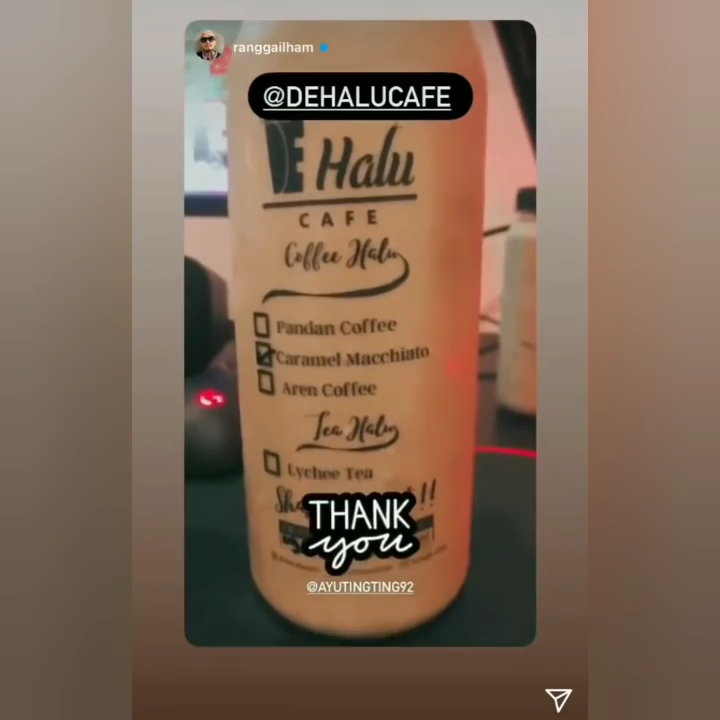 ranggailham
@DEHALUCAFE
DE Halu
CAFE
Coffee Halu
Pandan Coffee
Caramel Macchiato
Aren Coffee
Tea Halu
Lychee Tea
THANK
you
@AYUTINGTING92